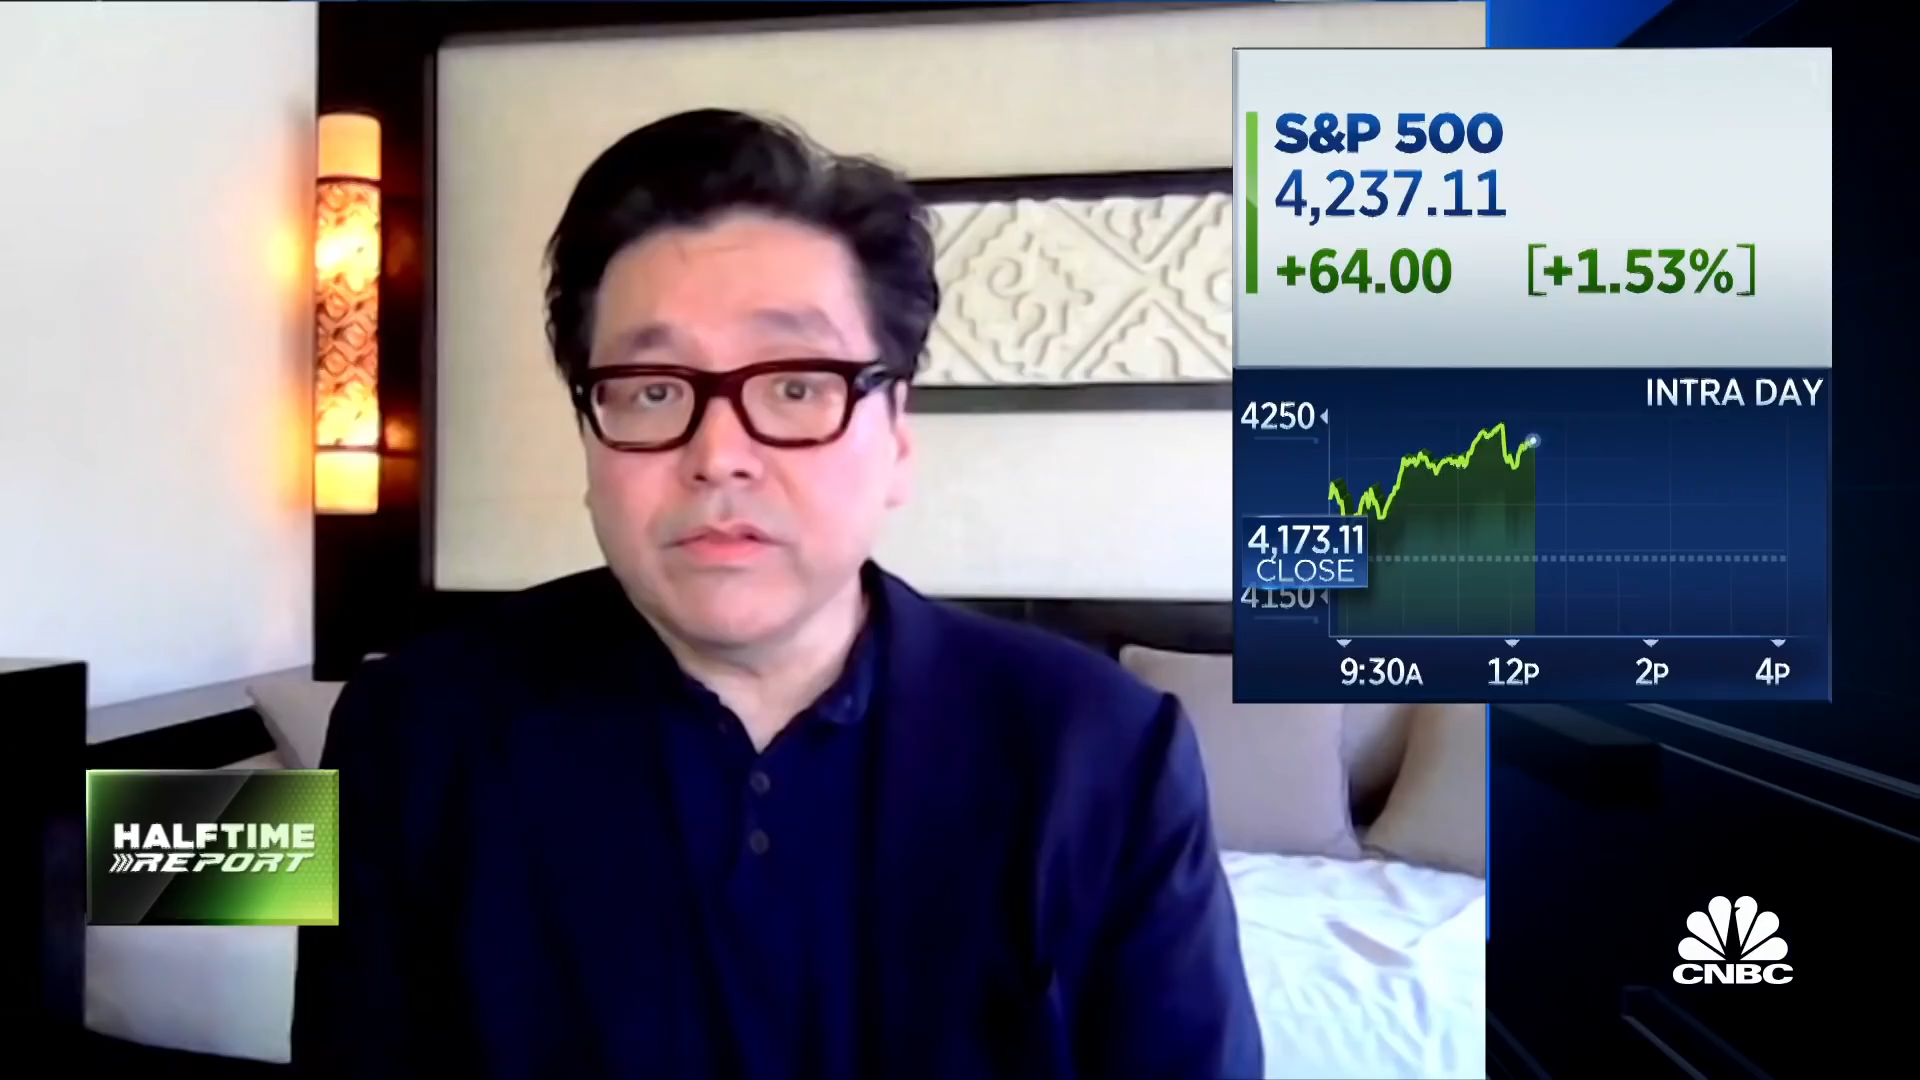 S&P 500
4,237.11
+64.00 [+1.53%]
INTRA DAY
4250
4,173.11
CLOSE
4150
9:30A 12P 2P 4P
HALFTIME
REPORT
CNBC